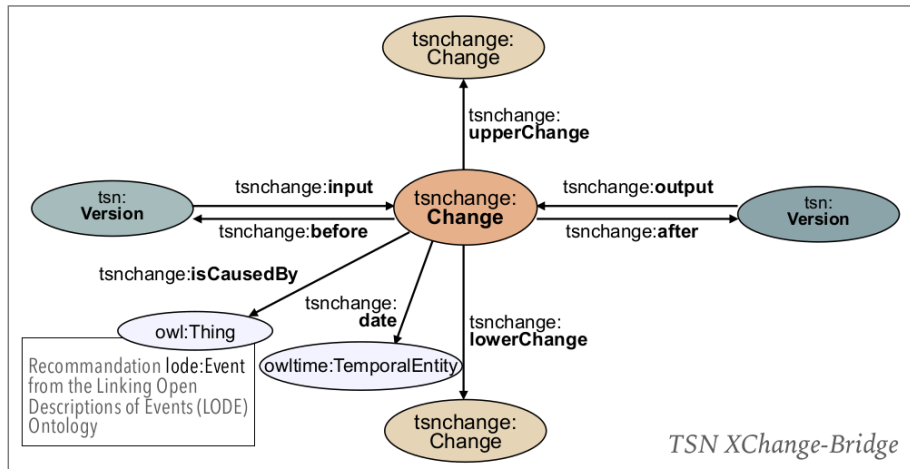 tsnchange:
Change
tsnchange:
upperChange
tsn:
Version
tsnchange:input
tsnchange:before
tsnchange:
Change
tsnchange:output
tsnchange:after
tsn:
Version
tsnchange:isCausedBy
tsnchange:
date
tsnchange:
lowerChange
owl:Thing
owltime:TemporalEntity
Recommandation lode:Event
from the Linking Open
Descriptions of Events (LODE)
Ontology
tsnchange:
Change
TSN XChange-Bridge